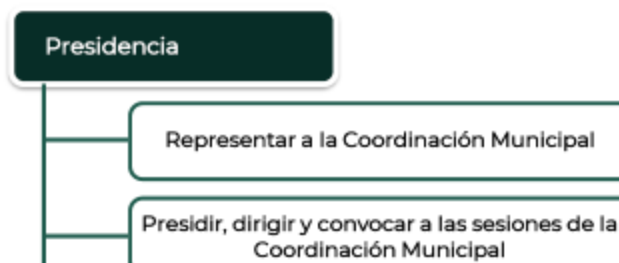 Presidencia
Representar a la Coordinación Municipal
Presidir, dirigir y convocar a las sesiones de la
Coordinación Municipal